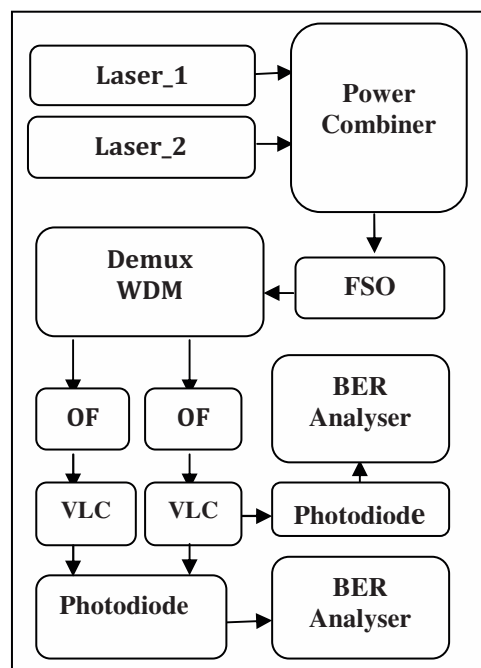 Laser_1
Laser_2
Power
Combiner
Demux
WDM
FSO
OF
OF
BER
Analyser
VLC
VLC
Photodiode
Photodiode
BER
Analyser